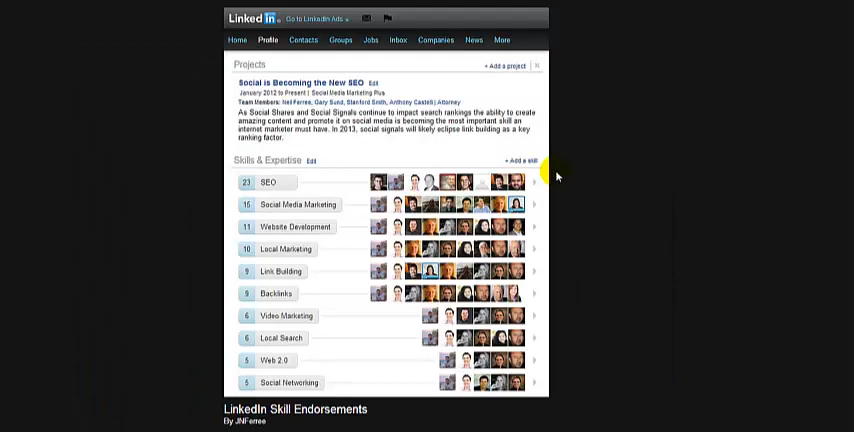 Linked in. Go to LinkedIn Ads »
Home Profile Contacts Groups Jobs Inbox Companies News More
Projects + Add a project
Social is Becoming the New SEO Edit
January 2012 to Present | Social Media Marketing Plus
Team Members: Neil Ferree, Gary Sund, Stanford Smith, Anthony Castelli | Attorney
As Social Shares and Social Signals continue to impact search rankings the ability to create
amazing content and promote it on social media is becoming the most important skill an
internet marketer must have. In 2013, social signals will likely eclipse link building as a key
ranking factor.
Skills & Expertise Edit + Add a skill
23 SEO
15 Social Media Marketing
11 Website Development
10 Local Marketing
9 Link Building
9 Backlinks
6 Video Marketing
6 Local Search
5 Web 2.0
5 Social Networking
LinkedIn Skill Endorsements
By JNFerree